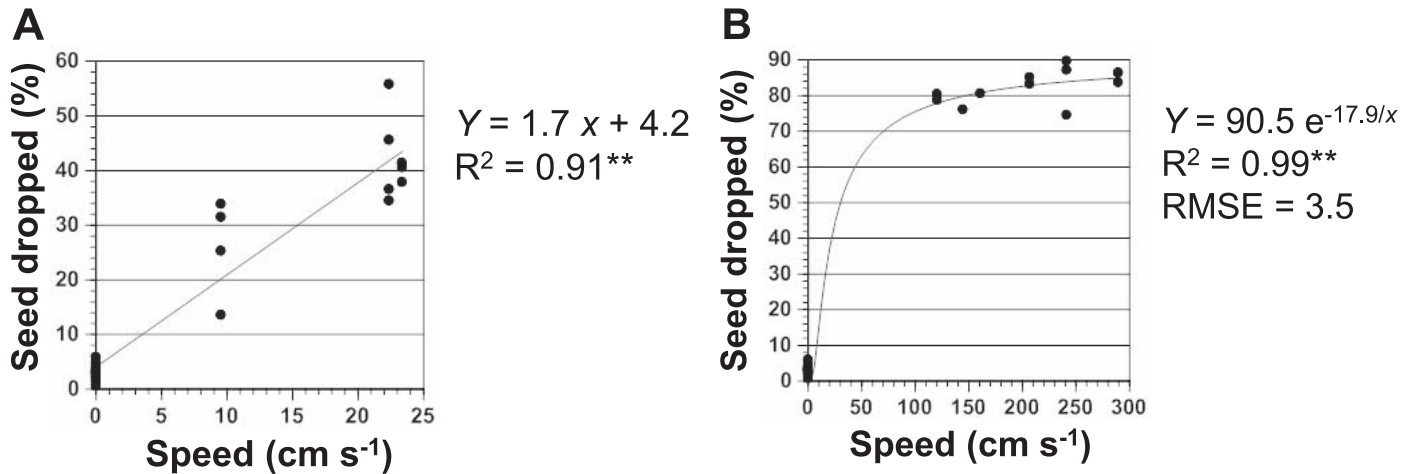 A
Seed dropped (%)
60
50
40
30
20
10
0
0 5 10 15 20 25
Speed (cm s⁻¹)
Y = 1.7 x + 4.2
R² = 0.91**
B
Seed dropped (%)
90
80
70
60
50
40
30
20
10
0
0 50 100 150 200 250 300
Speed (cm s⁻¹)
Y = 90.5 e⁻¹⁷·⁹/ˣ
R² = 0.99**
RMSE = 3.5